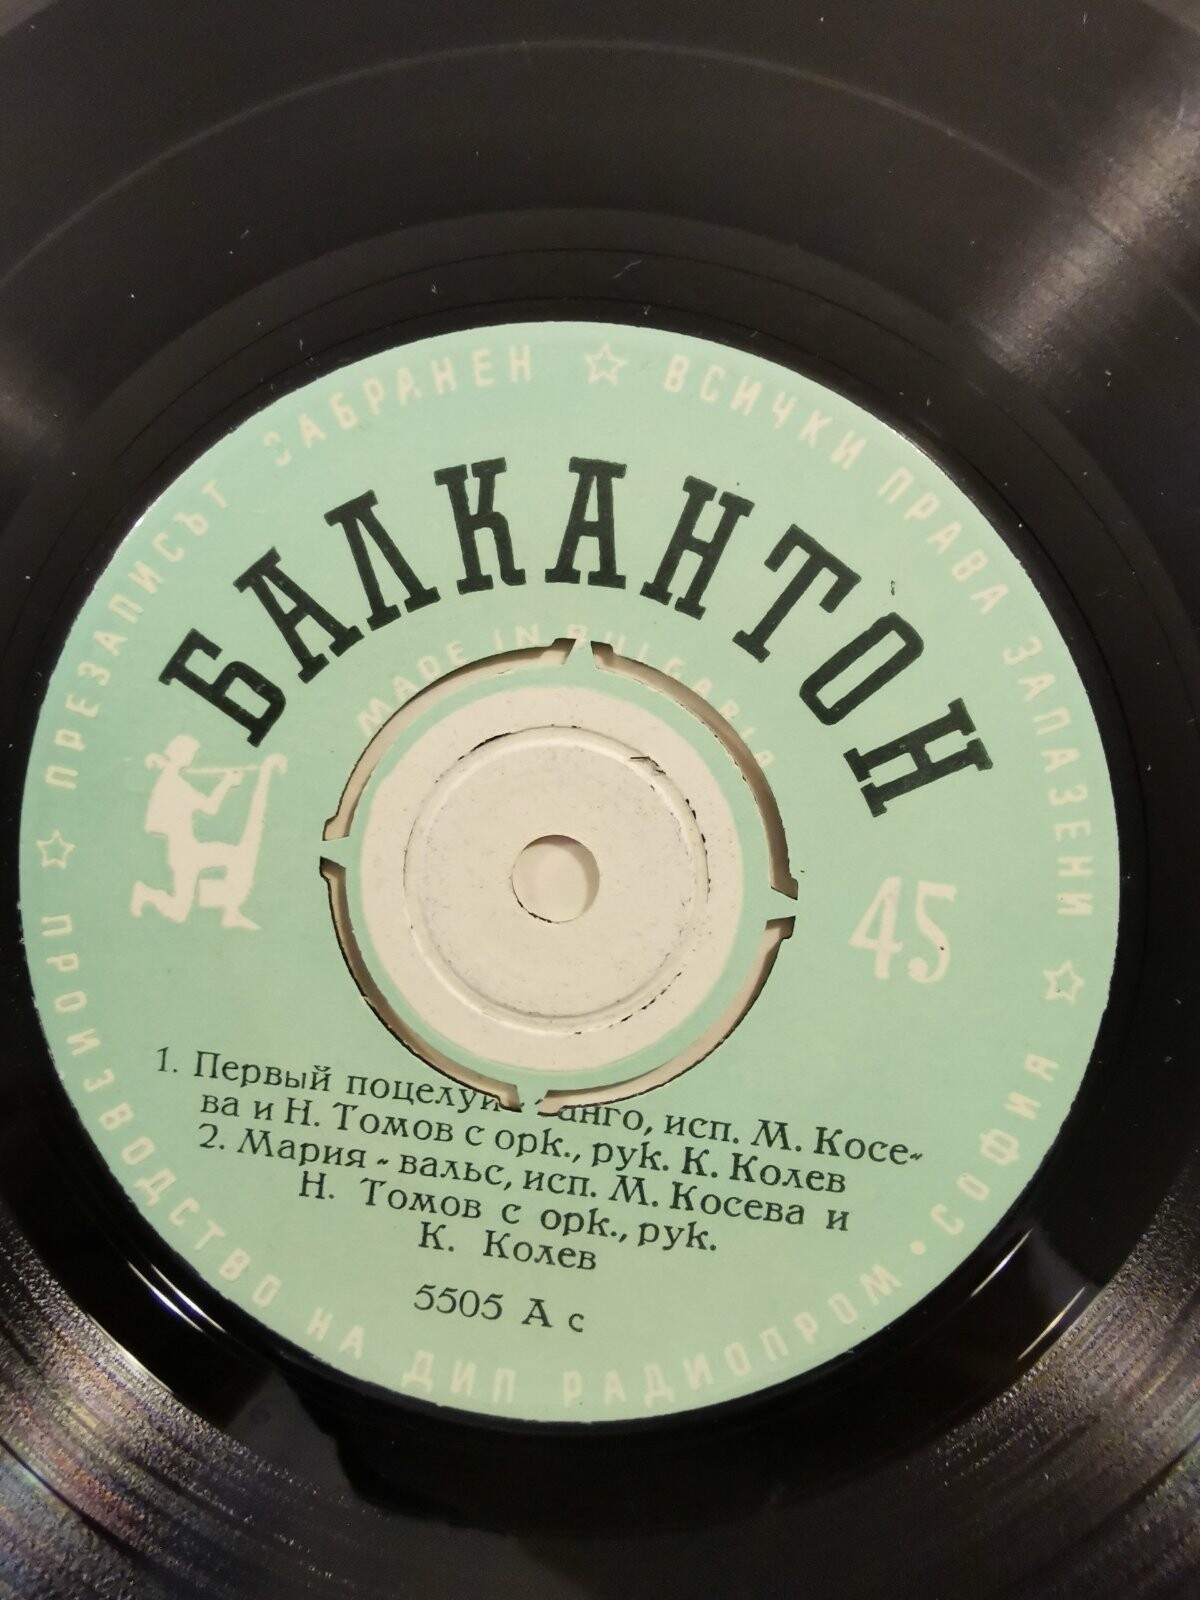 ПРЕЗАПИСЪТ ЗАБРАНЕН ☆ ВСИЧКИ ПРАВА ЗАПАЗЕНИ ☆
БАЛКАНТОН
MADE IN BULGARIA
45
1. Первый поцелуй - танго, исп. М. Косе-
ва и Н. Томов с орк., рук. К. Колев
2. Мария - вальс, исп. М. Косева и
Н. Томов с орк., рук.
К. Колев
5505 А с
☆ ПРОИЗВОДСТВО НА ДИП РАДИОПРОМ · СОФИЯ